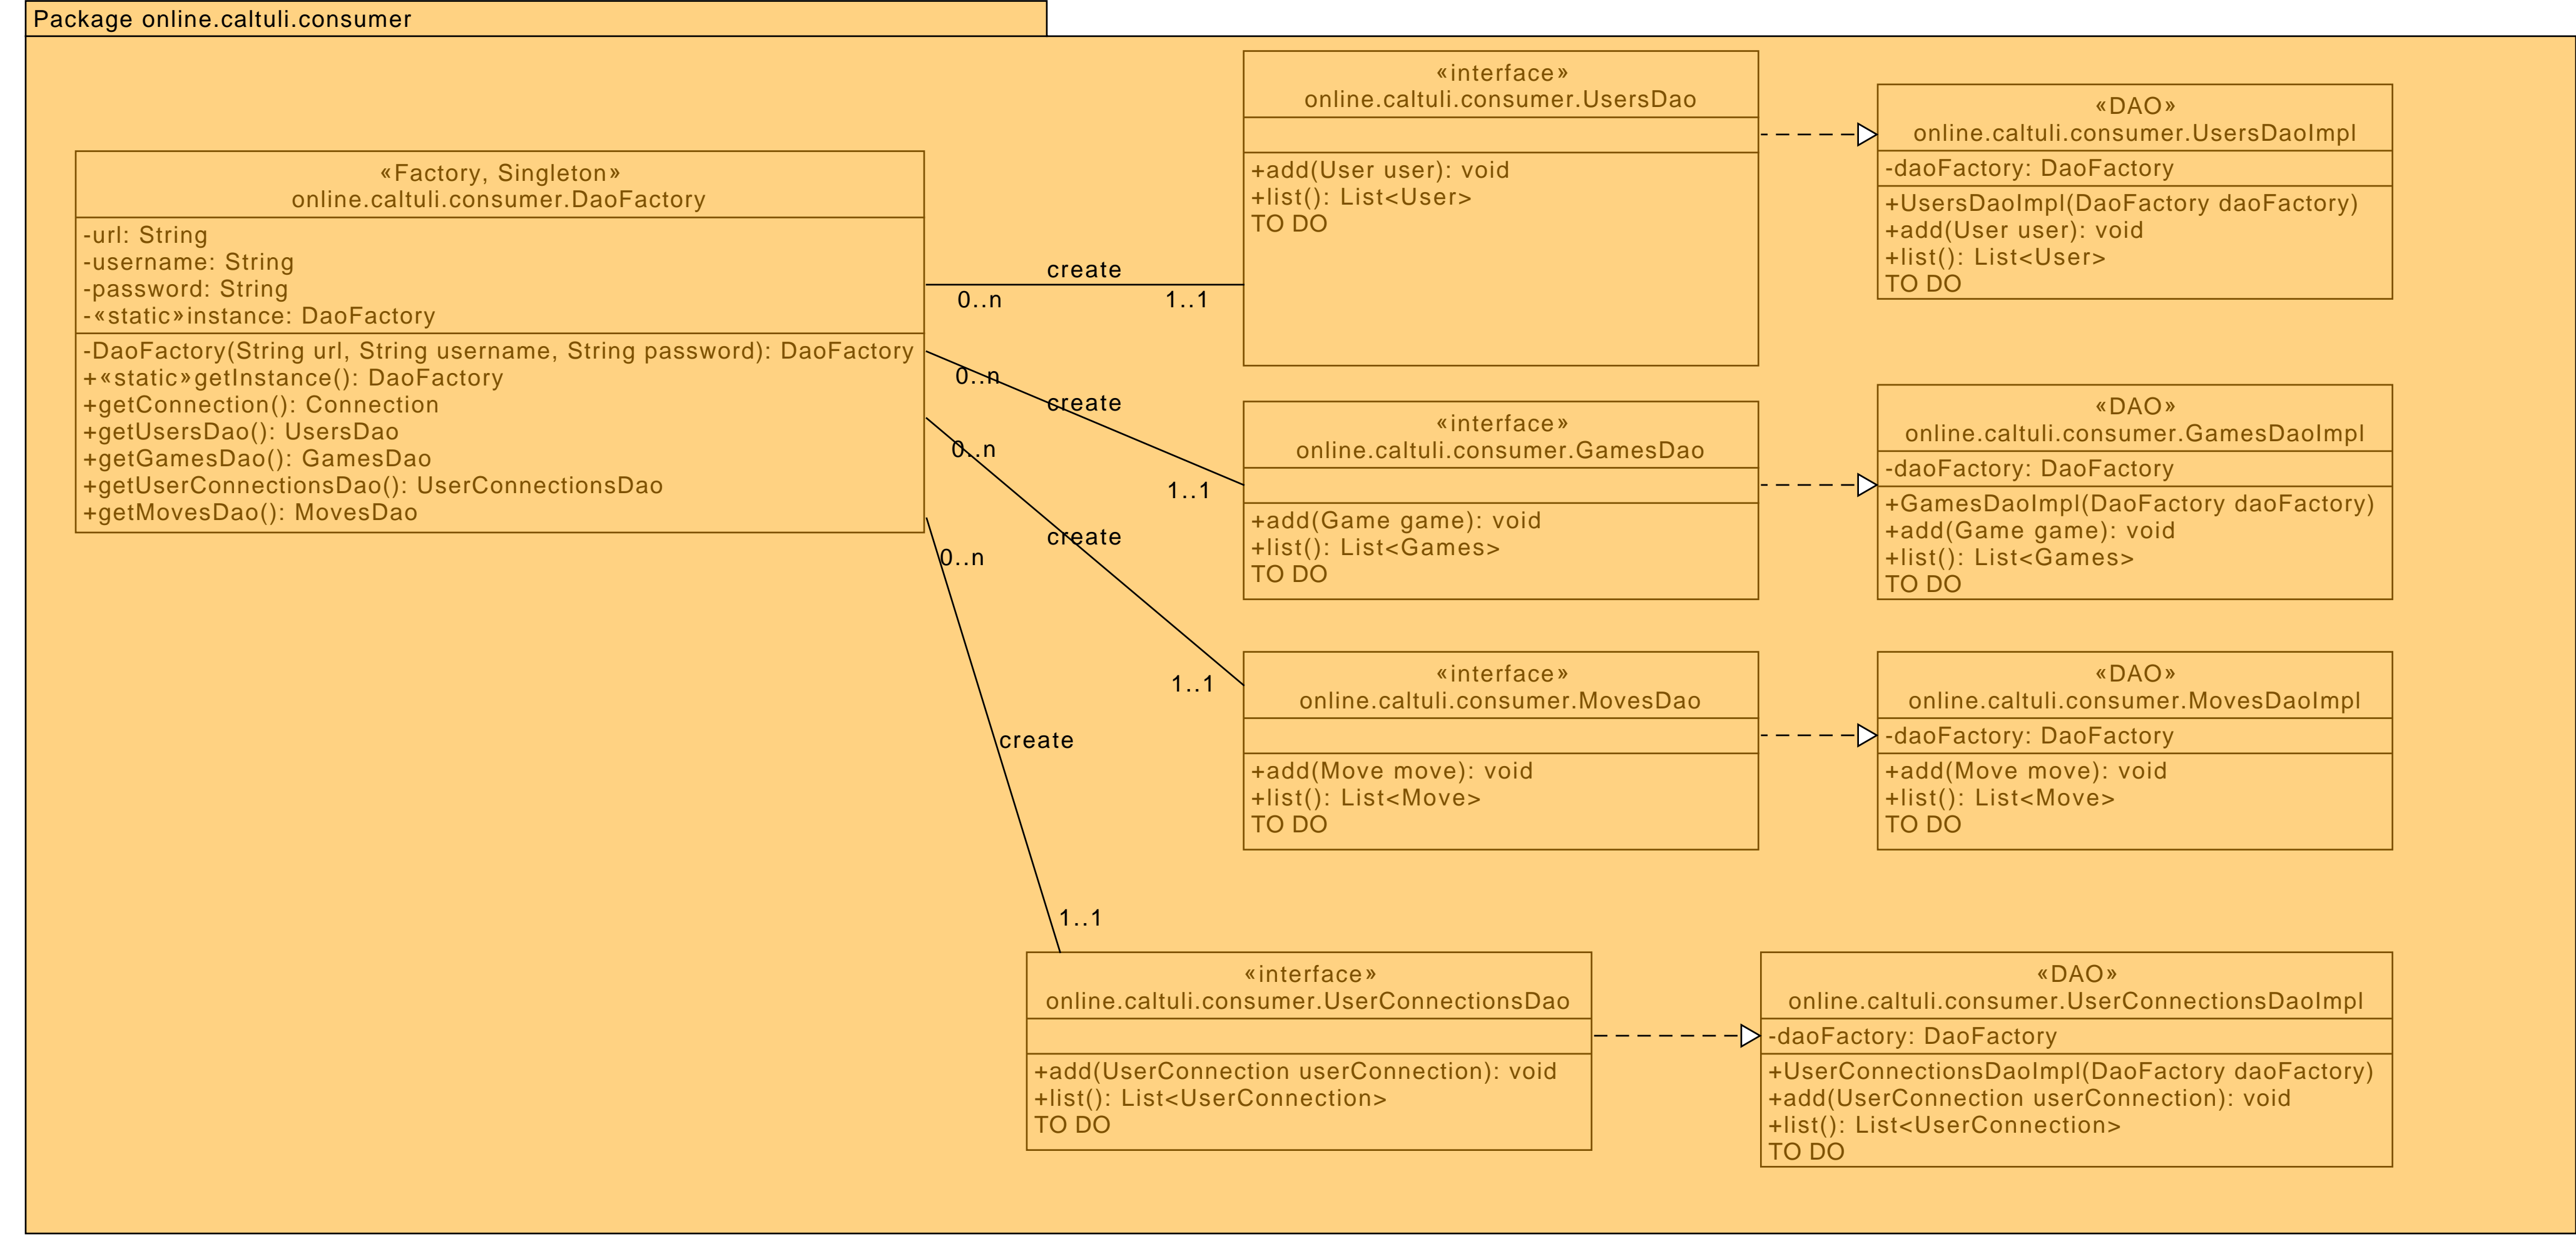 Package online.caltuli.consumer
«Factory, Singleton»
online.caltuli.consumer.DaoFactory
-url: String
-username: String
-password: String
-«static»instance: DaoFactory
-DaoFactory(String url, String username, String password): DaoFactory
+«static»getInstance(): DaoFactory
+getConnection(): Connection
+getUsersDao(): UsersDao
+getGamesDao(): GamesDao
+getUserConnectionsDao(): UserConnectionsDao
+getMovesDao(): MovesDao
create
0..n
1..1
0..n
create
1..1
0..n
create
1..1
0..n
create
1..1
«interface»
online.caltuli.consumer.UsersDao
+add(User user): void
+list(): List<User>
TO DO
«DAO»
online.caltuli.consumer.UsersDaoImpl
-daoFactory: DaoFactory
+UsersDaoImpl(DaoFactory daoFactory)
+add(User user): void
+list(): List<User>
TO DO
«interface»
online.caltuli.consumer.GamesDao
+add(Game game): void
+list(): List<Games>
TO DO
«DAO»
online.caltuli.consumer.GamesDaoImpl
-daoFactory: DaoFactory
+GamesDaoImpl(DaoFactory daoFactory)
+add(Game game): void
+list(): List<Games>
TO DO
«interface»
online.caltuli.consumer.MovesDao
+add(Move move): void
+list(): List<Move>
TO DO
«DAO»
online.caltuli.consumer.MovesDaoImpl
-daoFactory: DaoFactory
+add(Move move): void
+list(): List<Move>
TO DO
«interface»
online.caltuli.consumer.UserConnectionsDao
+add(UserConnection userConnection): void
+list(): List<UserConnection>
TO DO
«DAO»
online.caltuli.consumer.UserConnectionsDaoImpl
-daoFactory: DaoFactory
+UserConnectionsDaoImpl(DaoFactory daoFactory)
+add(UserConnection userConnection): void
+list(): List<UserConnection>
TO DO